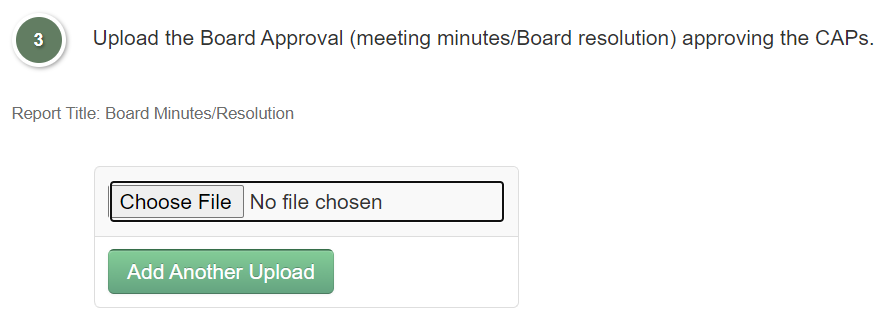 3
Upload the Board Approval (meeting minutes/Board resolution) approving the CAPs.
Report Title: Board Minutes/Resolution
Choose File No file chosen
Add Another Upload